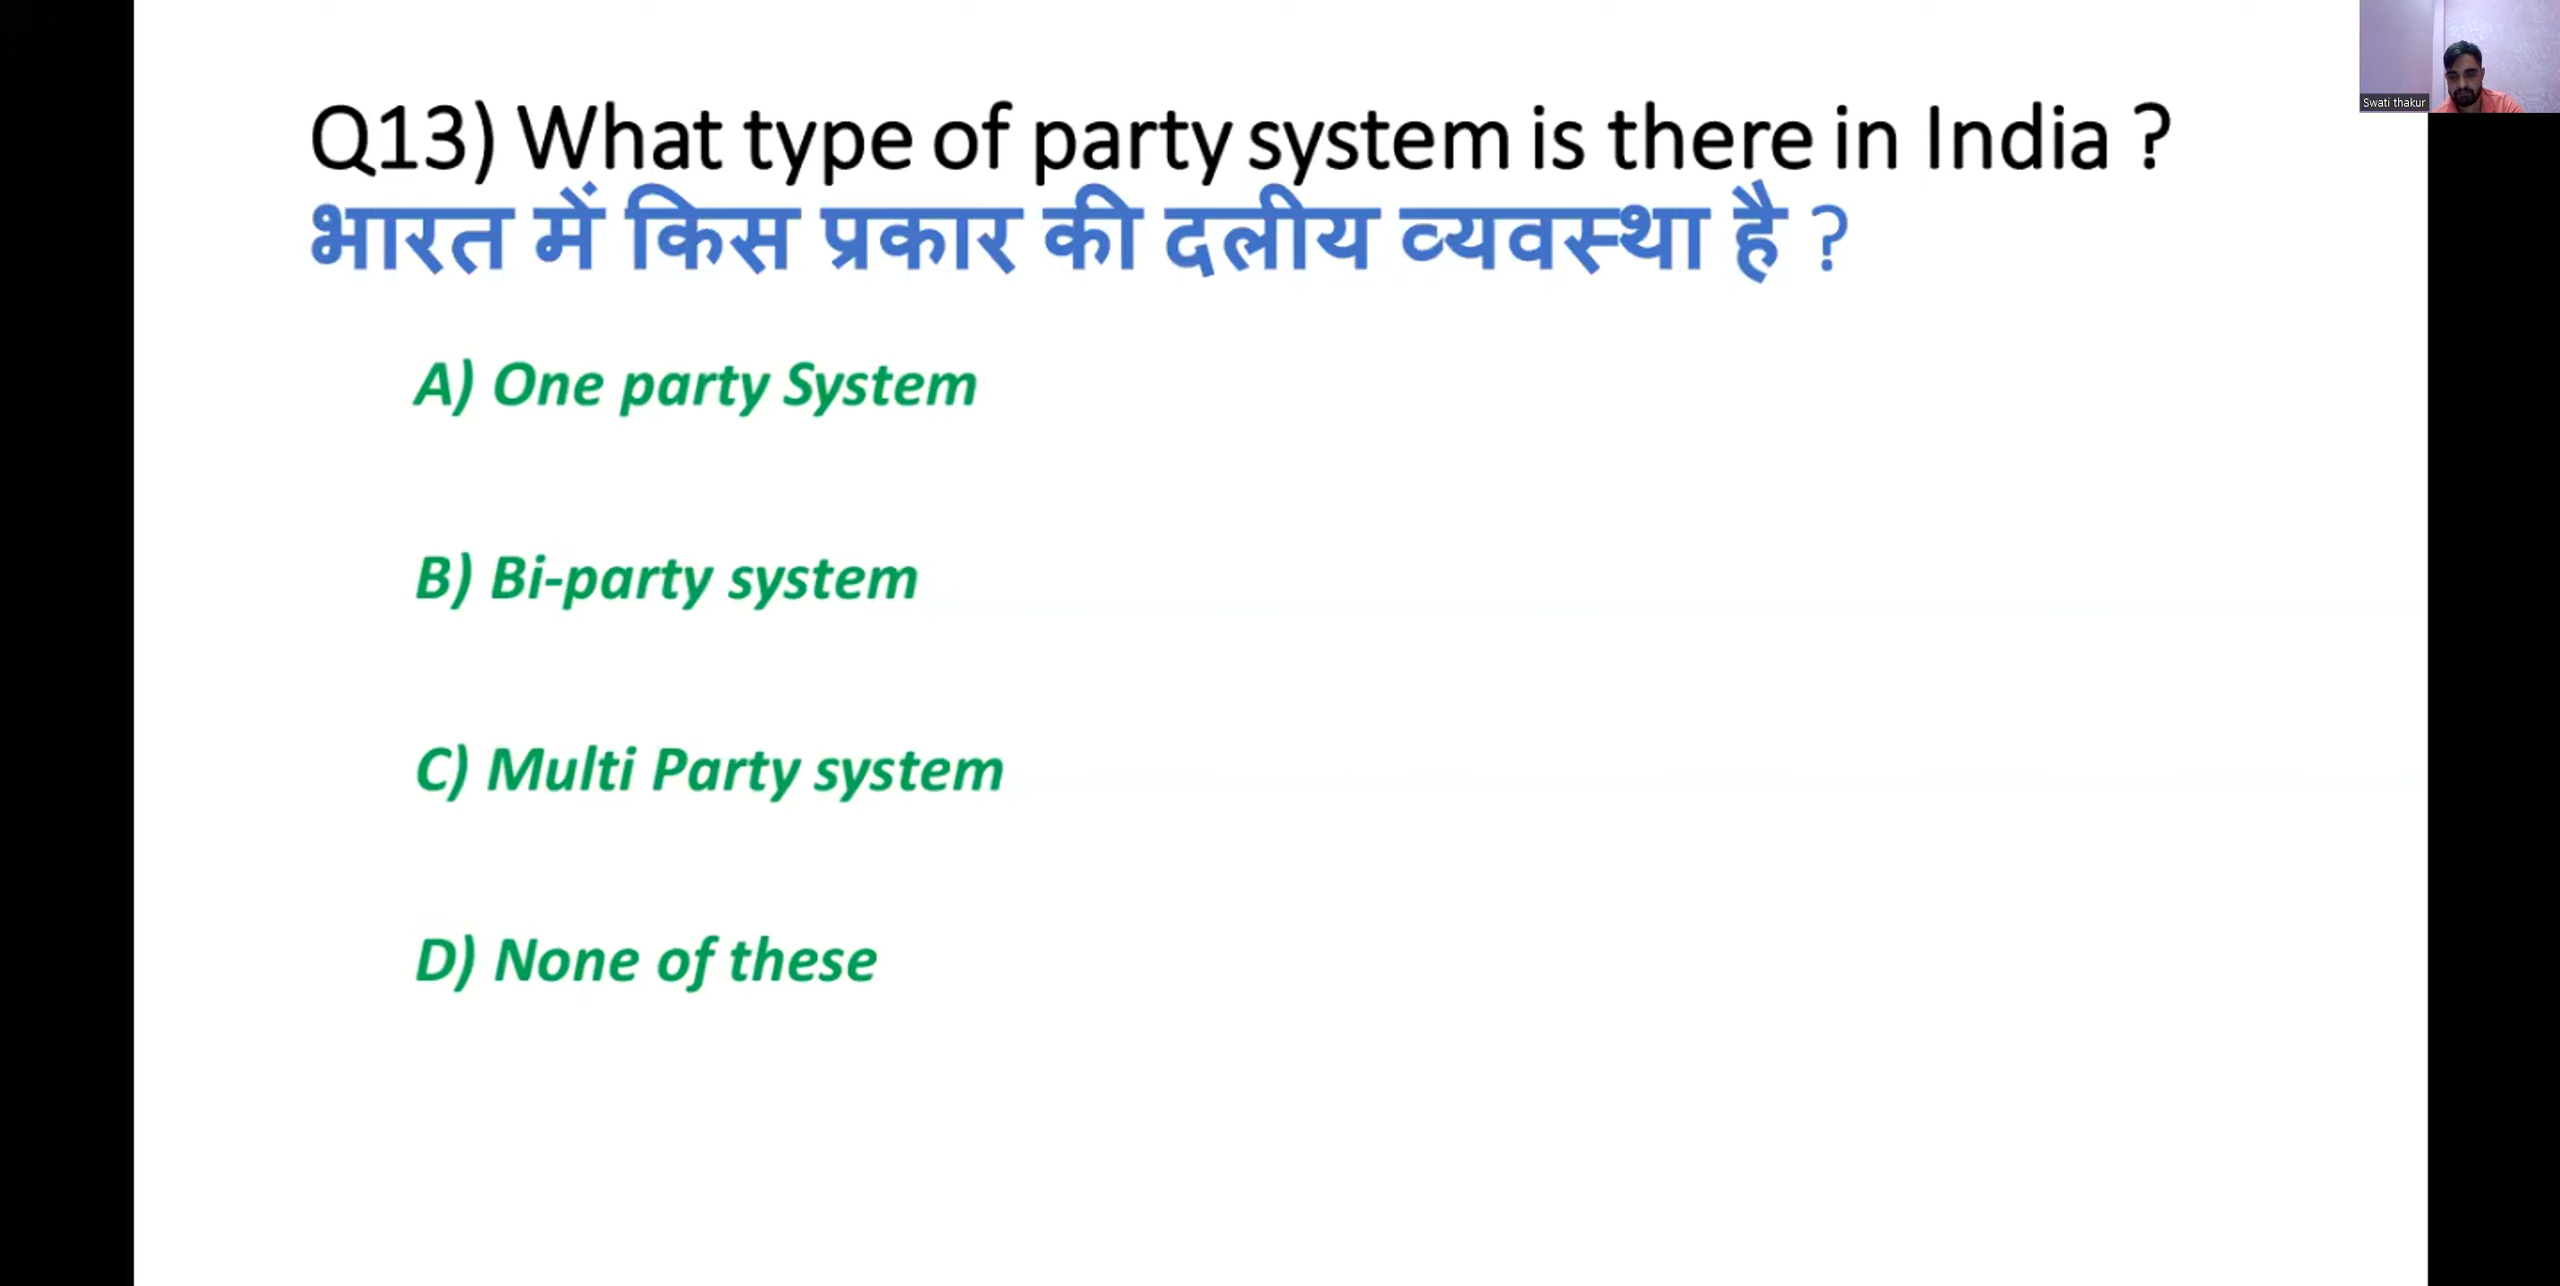 Q13) What type of party system is there in India ?
भारत में किस प्रकार की दलीय व्यवस्था है ?
A) One party System
B) Bi-party system
C) Multi Party system
D) None of these
Swati thakur